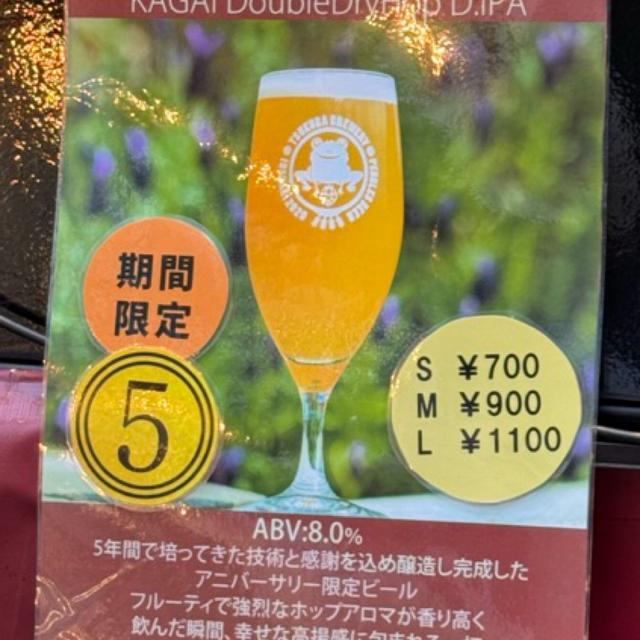 KAGAI DoubleDryHop D.IPA
期間
限定
5
S ¥700
M ¥900
L ¥1100
ABV:8.0%
5年間で培ってきた技術と感謝を込め醸造し完成した
アニバーサリー限定ビール
フルーティで強烈なホップアロマが香り高く
飲んだ瞬間、幸せな高揚感に包まれる